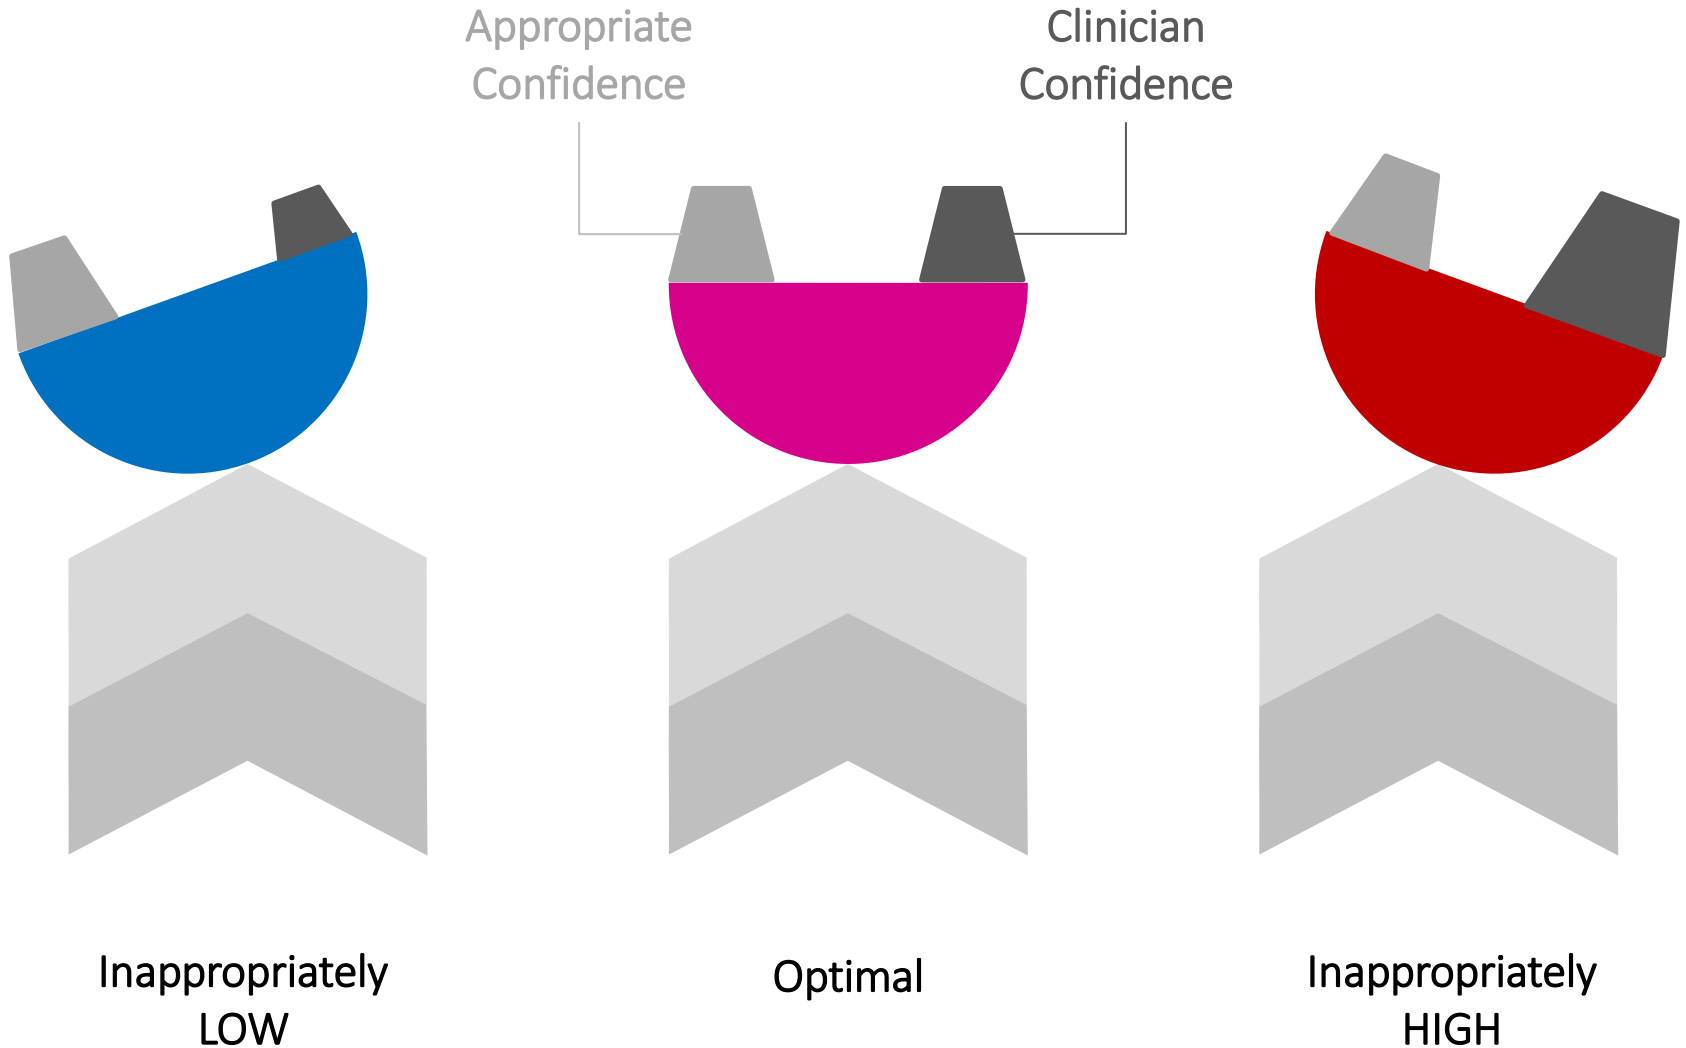 Appropriate
Confidence
Clinician
Confidence
Inappropriately
LOW
Optimal
Inappropriately
HIGH